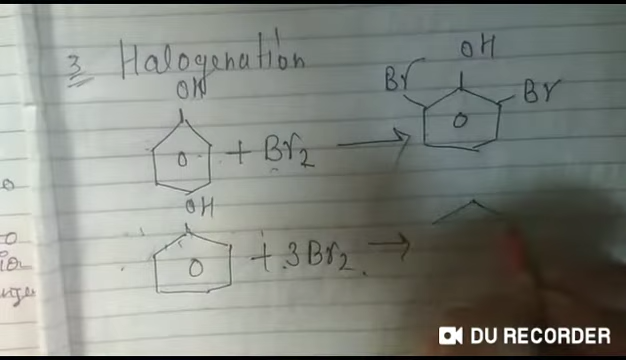 3 Halogenation
OH
OH
Br
Br
O
O + Br2
OH
O + 3Br2
DU RECORDER